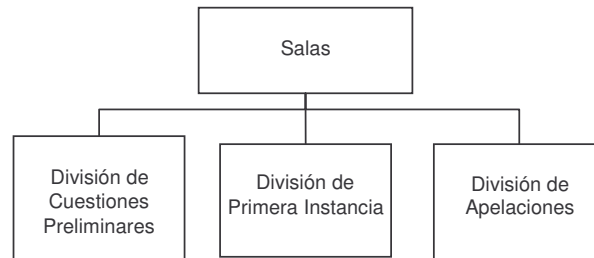 Salas
División de
Cuestiones
Preliminares
División de
Primera Instancia
División de
Apelaciones